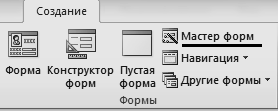 Создание
Форма
Конструктор форм
Пустая форма
Мастер форм
Навигация
Другие формы
Формы